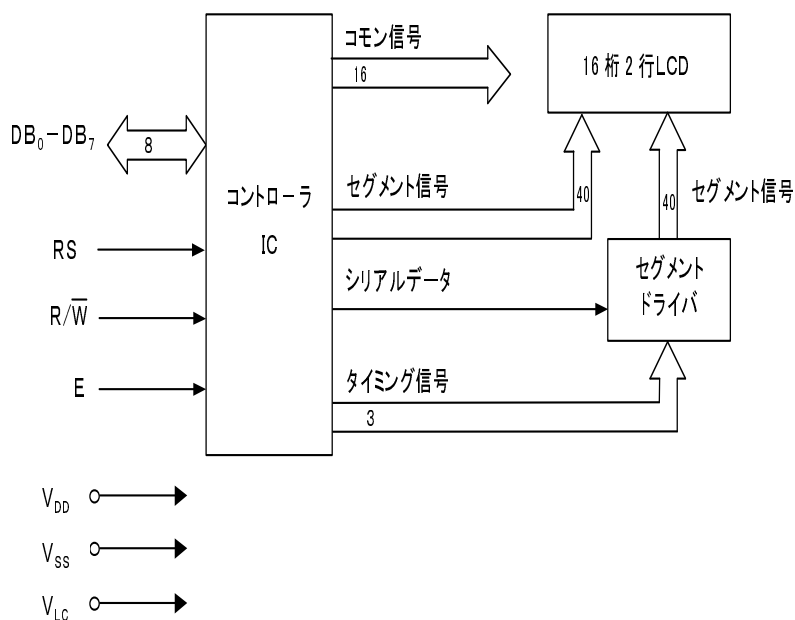 コモン信号
16
16桁2行LCD
DB₀-DB₇
8
コントローラ
IC
セグメント信号
40
40
セグメント信号
RS
シリアルデータ
セグメント
ドライバ
R/W̅
E
タイミング信号
3
V_DD
V_SS
V_LC